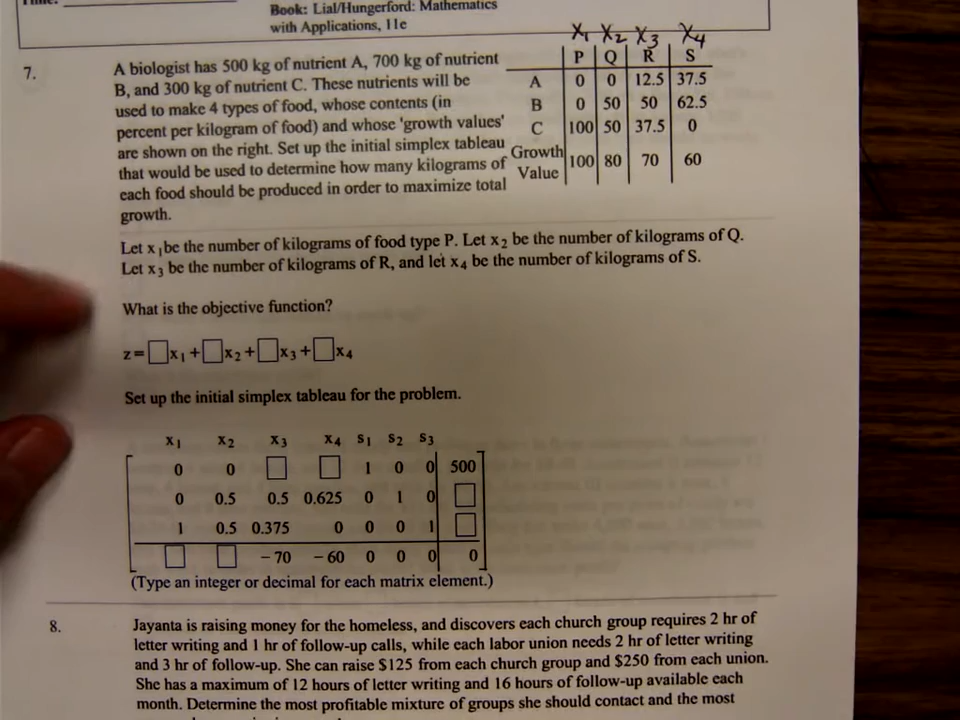 Book: Lial/Hungerford: Mathematics
with Applications, 11e
X1 X2 X3 X4
P Q R S
A 0 0 12.5 37.5
B 0 50 50 62.5
C 100 50 37.5 0
Growth Value 100 80 70 60
7. A biologist has 500 kg of nutrient A, 700 kg of nutrient
B, and 300 kg of nutrient C. These nutrients will be
used to make 4 types of food, whose contents (in
percent per kilogram of food) and whose 'growth values'
are shown on the right. Set up the initial simplex tableau
that would be used to determine how many kilograms of
each food should be produced in order to maximize total
growth.
Let x1 be the number of kilograms of food type P. Let x2 be the number of kilograms of Q.
Let x3 be the number of kilograms of R, and let x4 be the number of kilograms of S.
What is the objective function?
z = □x1 + □x2 + □x3 + □x4
Set up the initial simplex tableau for the problem.
x1 x2 x3 x4 s1 s2 s3
0 0 □ □ 1 0 0 500
0 0.5 0.5 0.625 0 1 0 □
1 0.5 0.375 0 0 0 1 □
□ □ -70 -60 0 0 0 0
(Type an integer or decimal for each matrix element.)
8. Jayanta is raising money for the homeless, and discovers each church group requires 2 hr of
letter writing and 1 hr of follow-up calls, while each labor union needs 2 hr of letter writing
and 3 hr of follow-up. She can raise $125 from each church group and $250 from each union.
She has a maximum of 12 hours of letter writing and 16 hours of follow-up available each
month. Determine the most profitable mixture of groups she should contact and the most